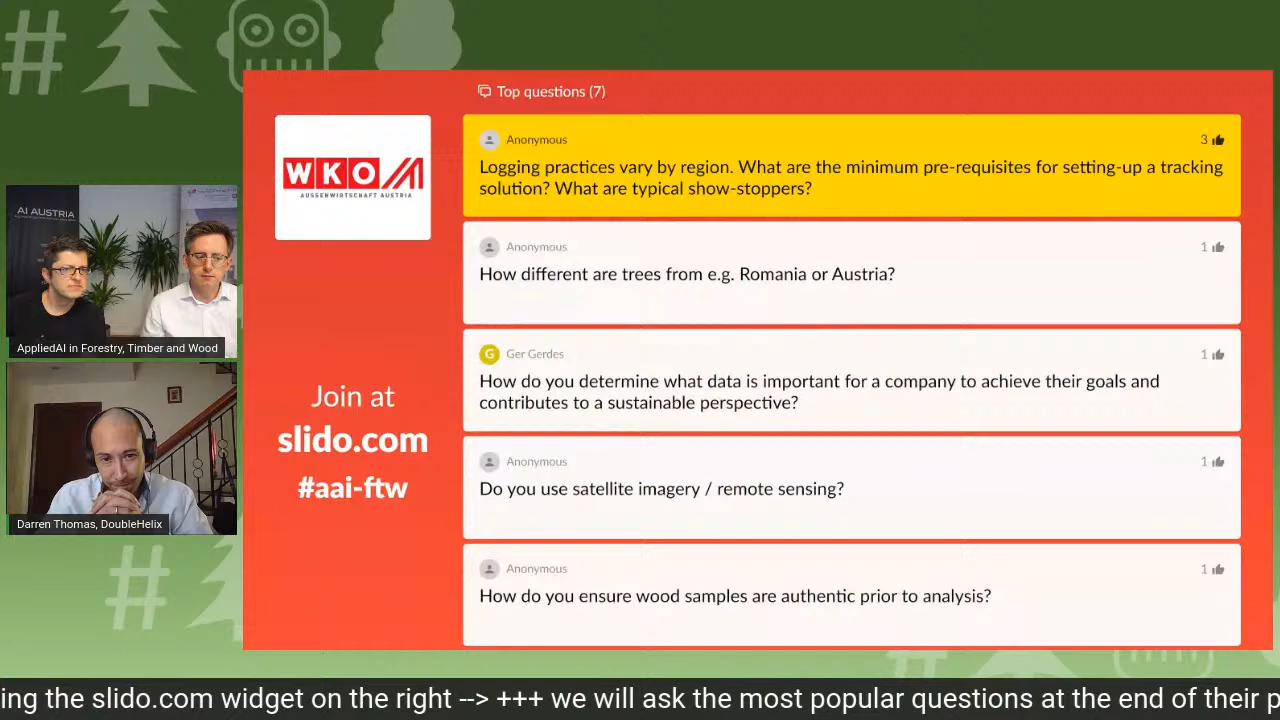 Top questions (7)
WKO
AUSSENWIRTSCHAFT AUSTRIA
Join at
slido.com
#aai-ftw
Anonymous
3
Logging practices vary by region. What are the minimum pre-requisites for setting-up a tracking
solution? What are typical show-stoppers?
Anonymous
1
How different are trees from e.g. Romania or Austria?
G
Ger Gerdes
1
How do you determine what data is important for a company to achieve their goals and
contributes to a sustainable perspective?
Anonymous
1
Do you use satellite imagery / remote sensing?
Anonymous
1
How do you ensure wood samples are authentic prior to analysis?
AI AUSTRIA
AppliedAI in Forestry, Timber and Wood
Darren Thomas, DoubleHelix
ing the slido.com widget on the right --> +++ we will ask the most popular questions at the end of their p